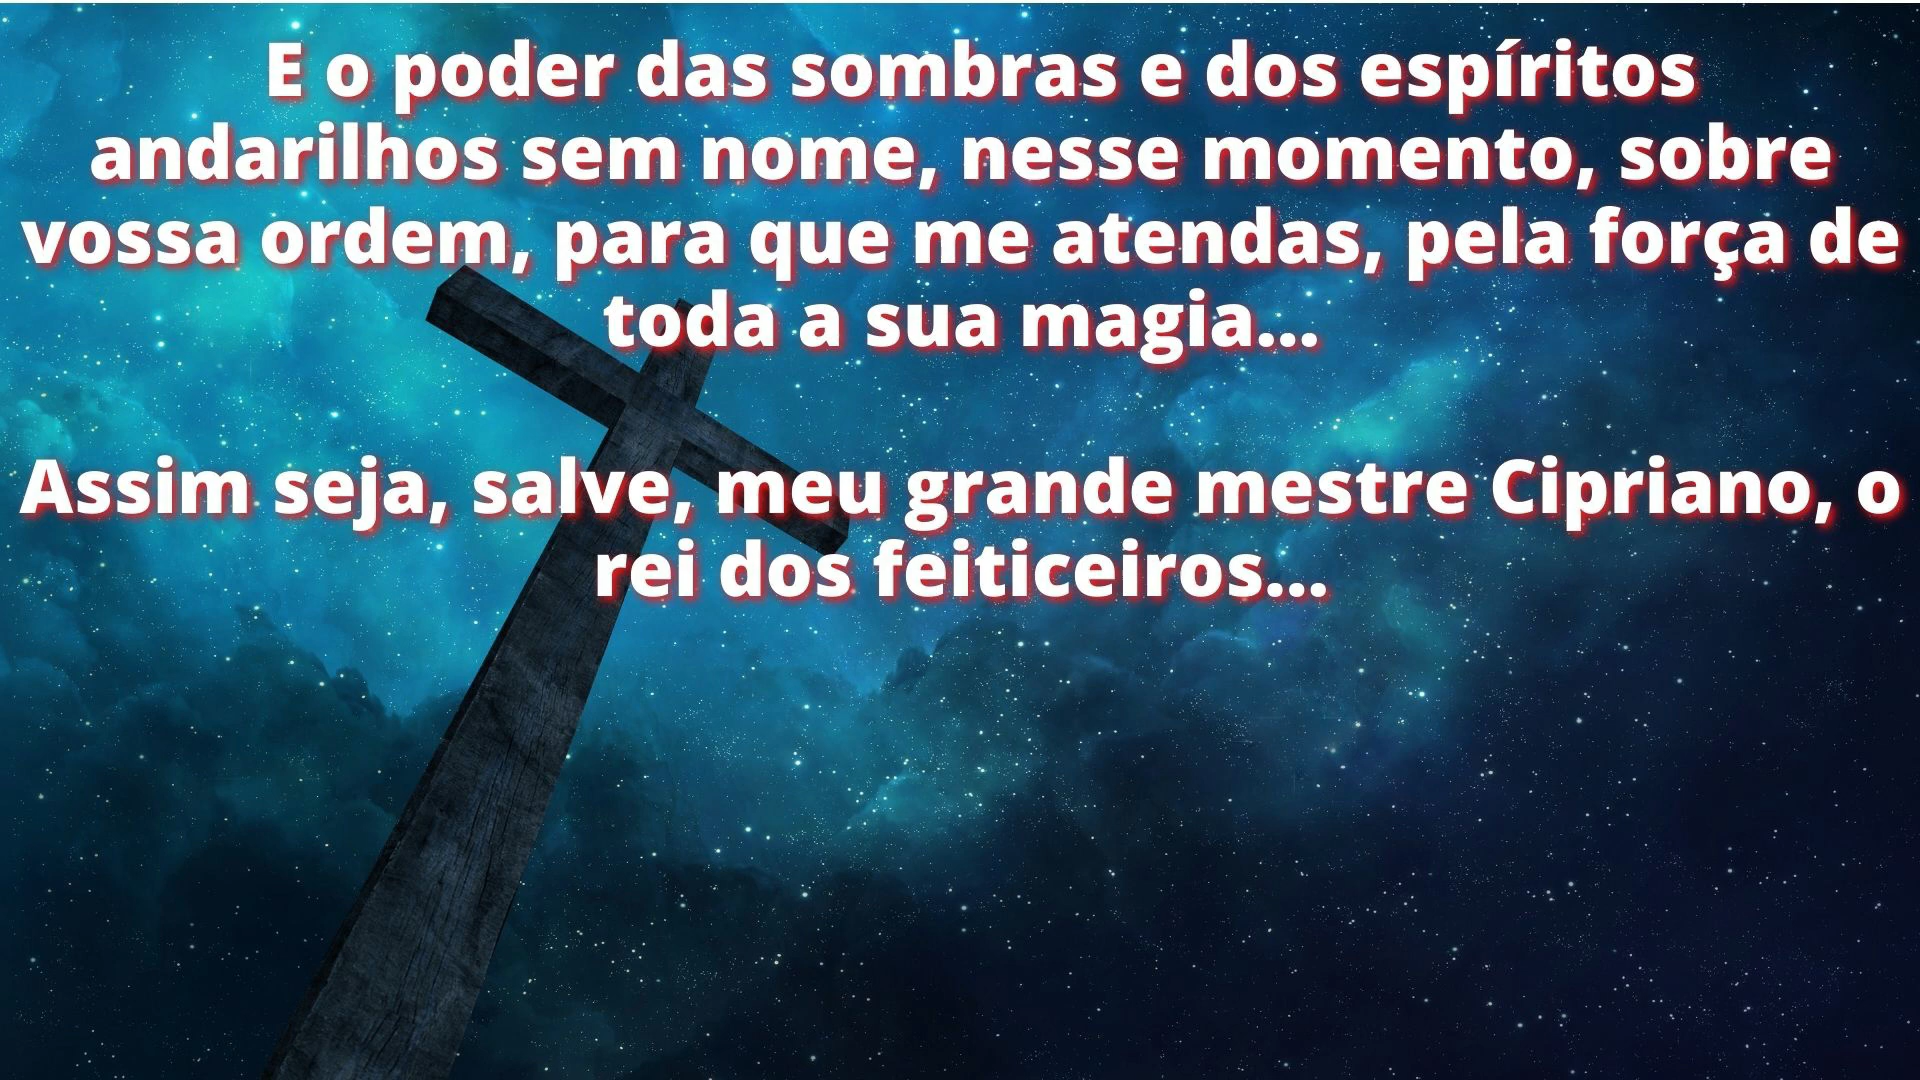 E o poder das sombras e dos espíritos
andarilhos sem nome, nesse momento, sobre
vossa ordem, para que me atendas, pela força de
toda a sua magia...
Assim seja, salve, meu grande mestre Cipriano, o
rei dos feiticeiros...